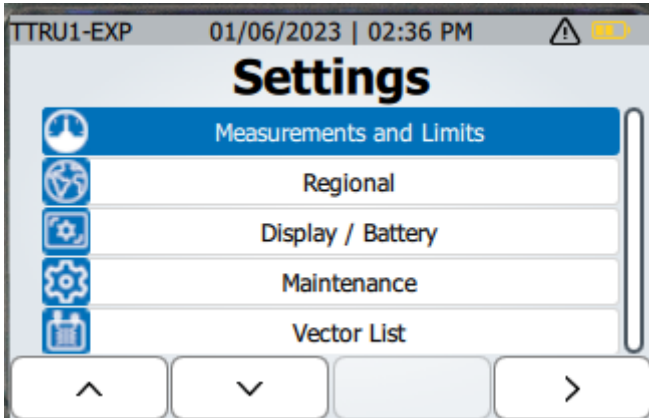 TTRU1-EXP 01/06/2023 | 02:36 PM
Settings
Measurements and Limits
Regional
Display / Battery
Maintenance
Vector List